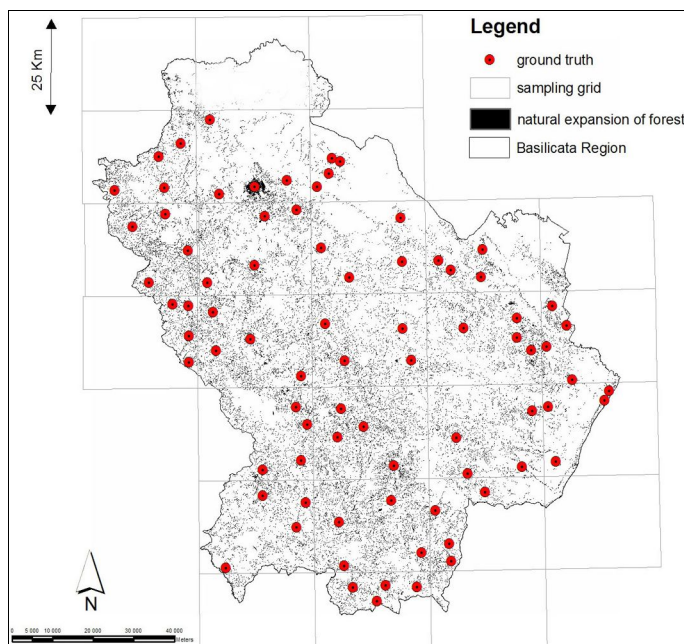 Legend
25 Km
ground truth
sampling grid
natural expansion of forest
Basilicata Region
N
0 5 000 10 000 20 000 30 000 40 000
Meters